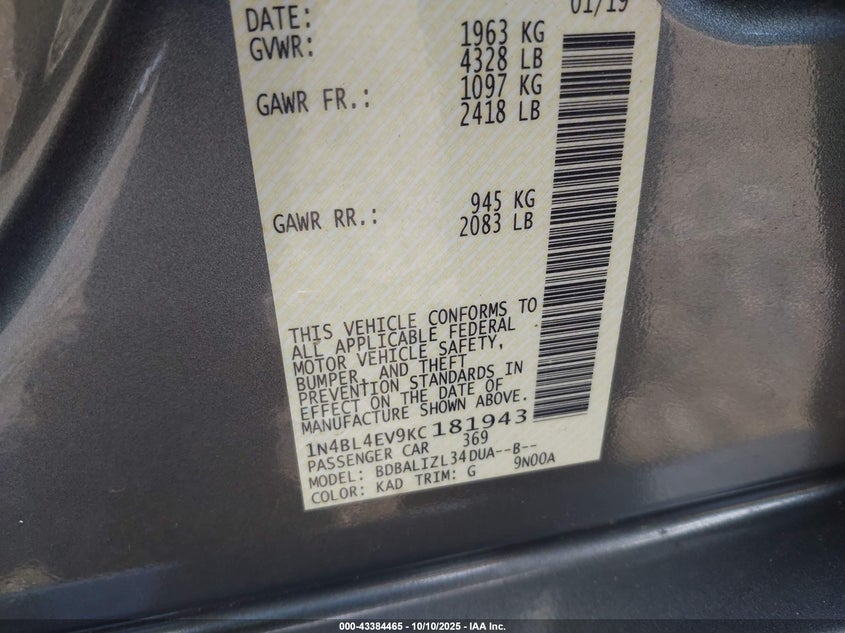 DATE: 01/19
GVWR: 1963 KG
4328 LB
GAWR FR.: 1097 KG
2418 LB
GAWR RR.: 945 KG
2083 LB
THIS VEHICLE CONFORMS TO
ALL APPLICABLE FEDERAL
MOTOR VEHICLE SAFETY,
BUMPER, AND THEFT
PREVENTION STANDARDS IN
EFFECT ON THE DATE OF
MANUFACTURE SHOWN ABOVE.
1N4BL4EV9KC181943
PASSENGER CAR 369
MODEL: BDBALIZL34DUA--B--
COLOR: KAD TRIM: G 9N00A
000-43384465 - 10/10/2025 - IAA Inc.